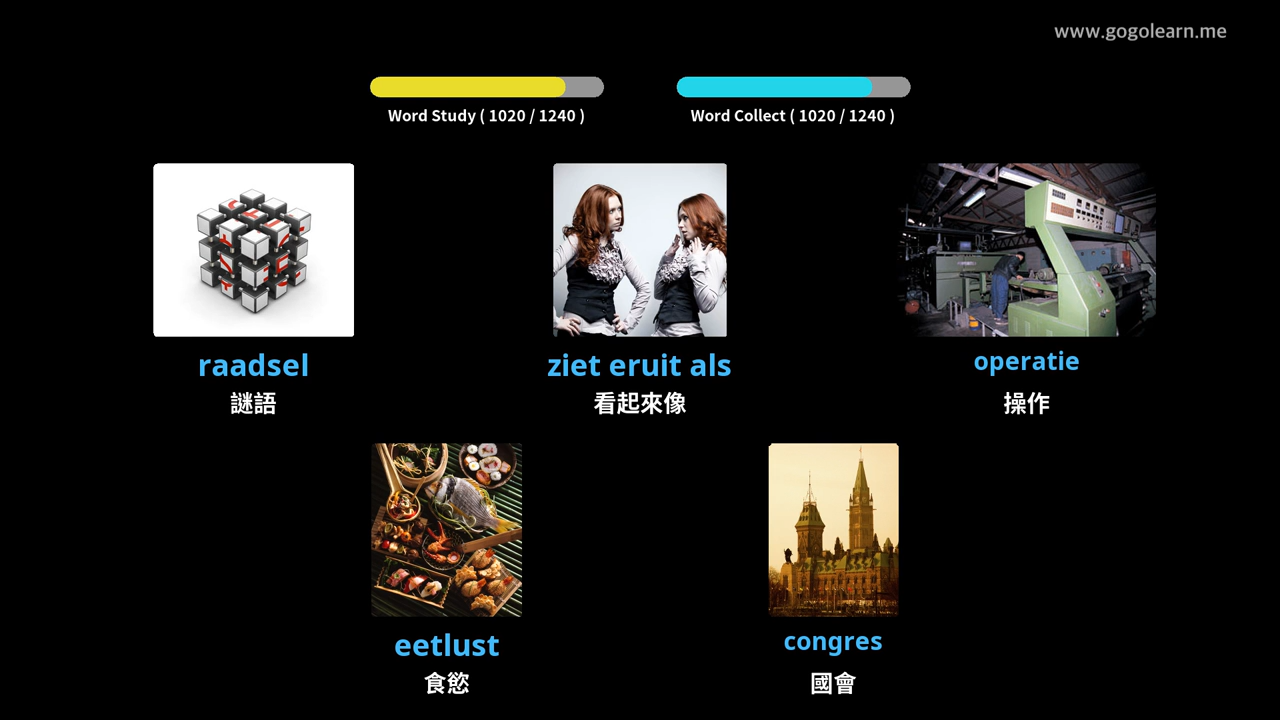 www.gogolearn.me
Word Study ( 1020 / 1240 )
Word Collect ( 1020 / 1240 )
raadsel
謎語
ziet eruit als
看起來像
operatie
操作
eetlust
食慾
congres
國會